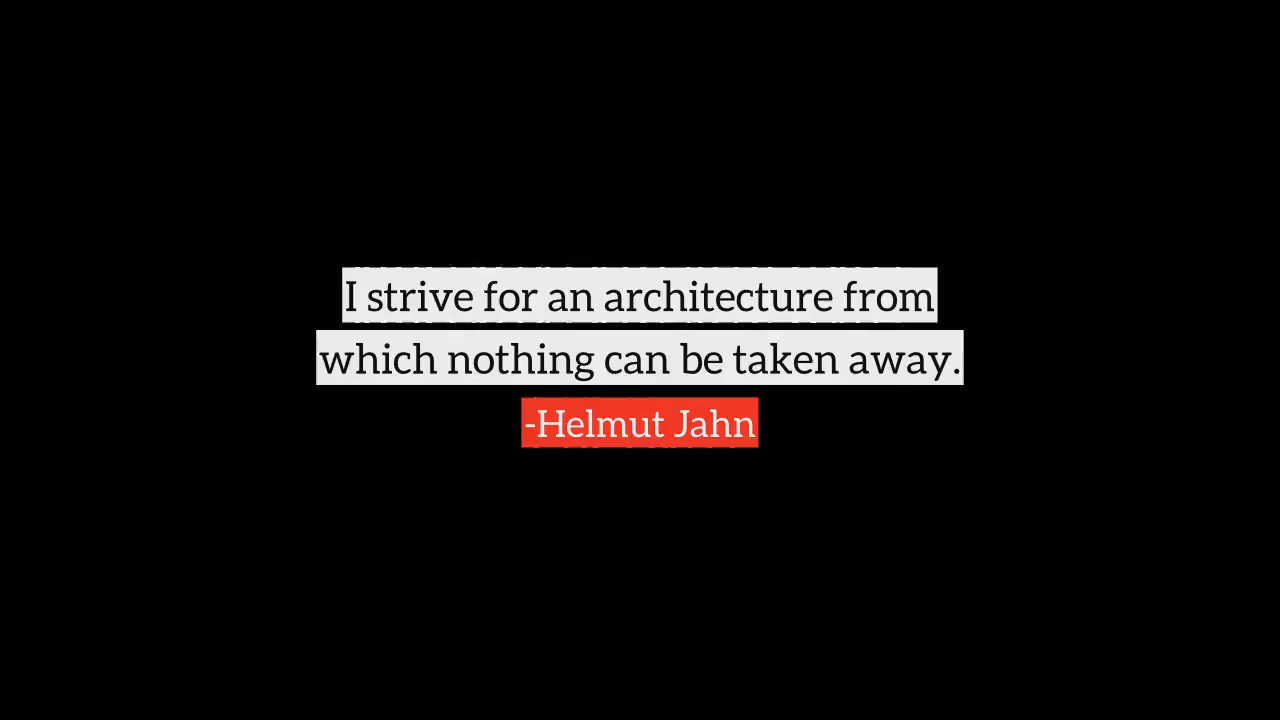 I strive for an architecture from
which nothing can be taken away.
-Helmut Jahn